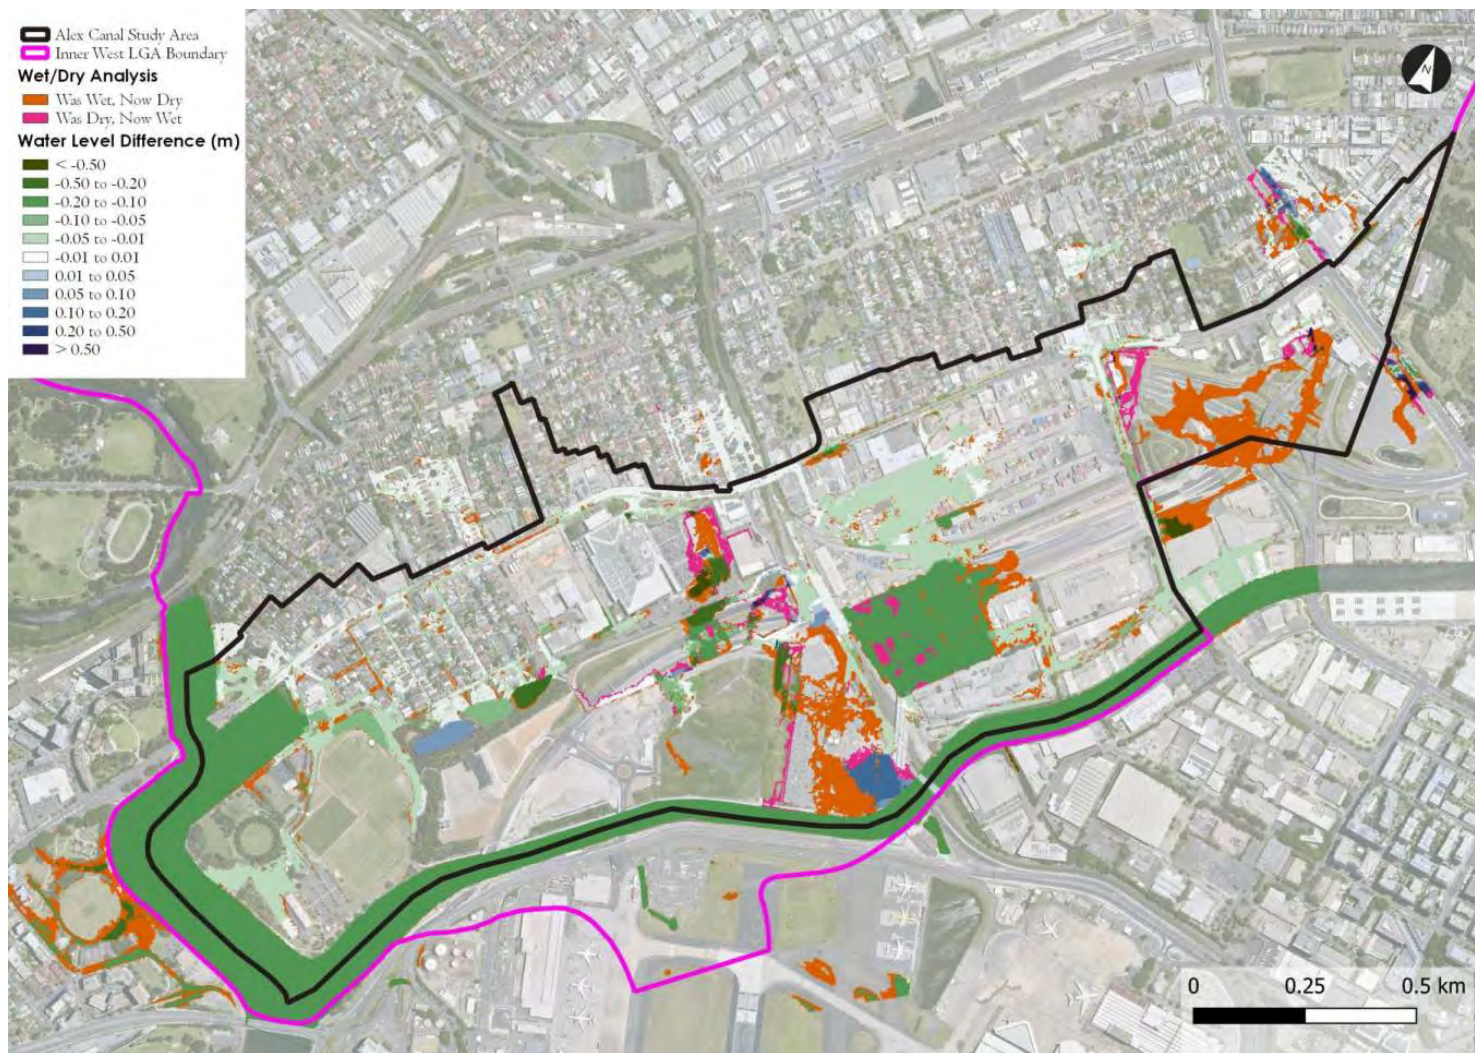 Alex Canal Study Area
Inner West LGA Boundary
Wet/Dry Analysis
Was Wet, Now Dry
Was Dry, Now Wet
Water Level Difference (m)
< -0.50
-0.50 to -0.20
-0.20 to -0.10
-0.10 to -0.05
-0.05 to -0.01
-0.01 to 0.01
0.01 to 0.05
0.05 to 0.10
0.10 to 0.20
0.20 to 0.50
> 0.50
N
0 0.25 0.5 km